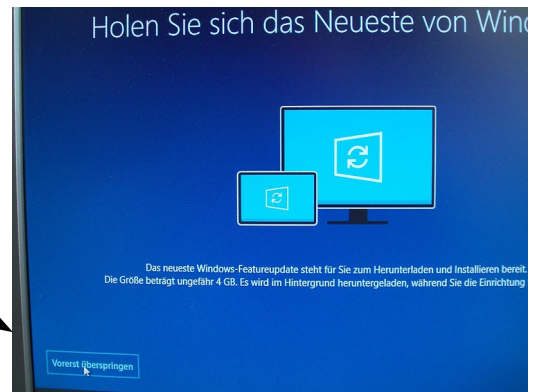 Holen Sie sich das Neueste von
Das neueste Windows-Featureupdate steht für Sie zum Herunterladen und Installieren bereit.
Die Größe beträgt ungefähr 4 GB. Es wird im Hintergrund heruntergeladen, während Sie die Einrichtung
Vorerst überspringen